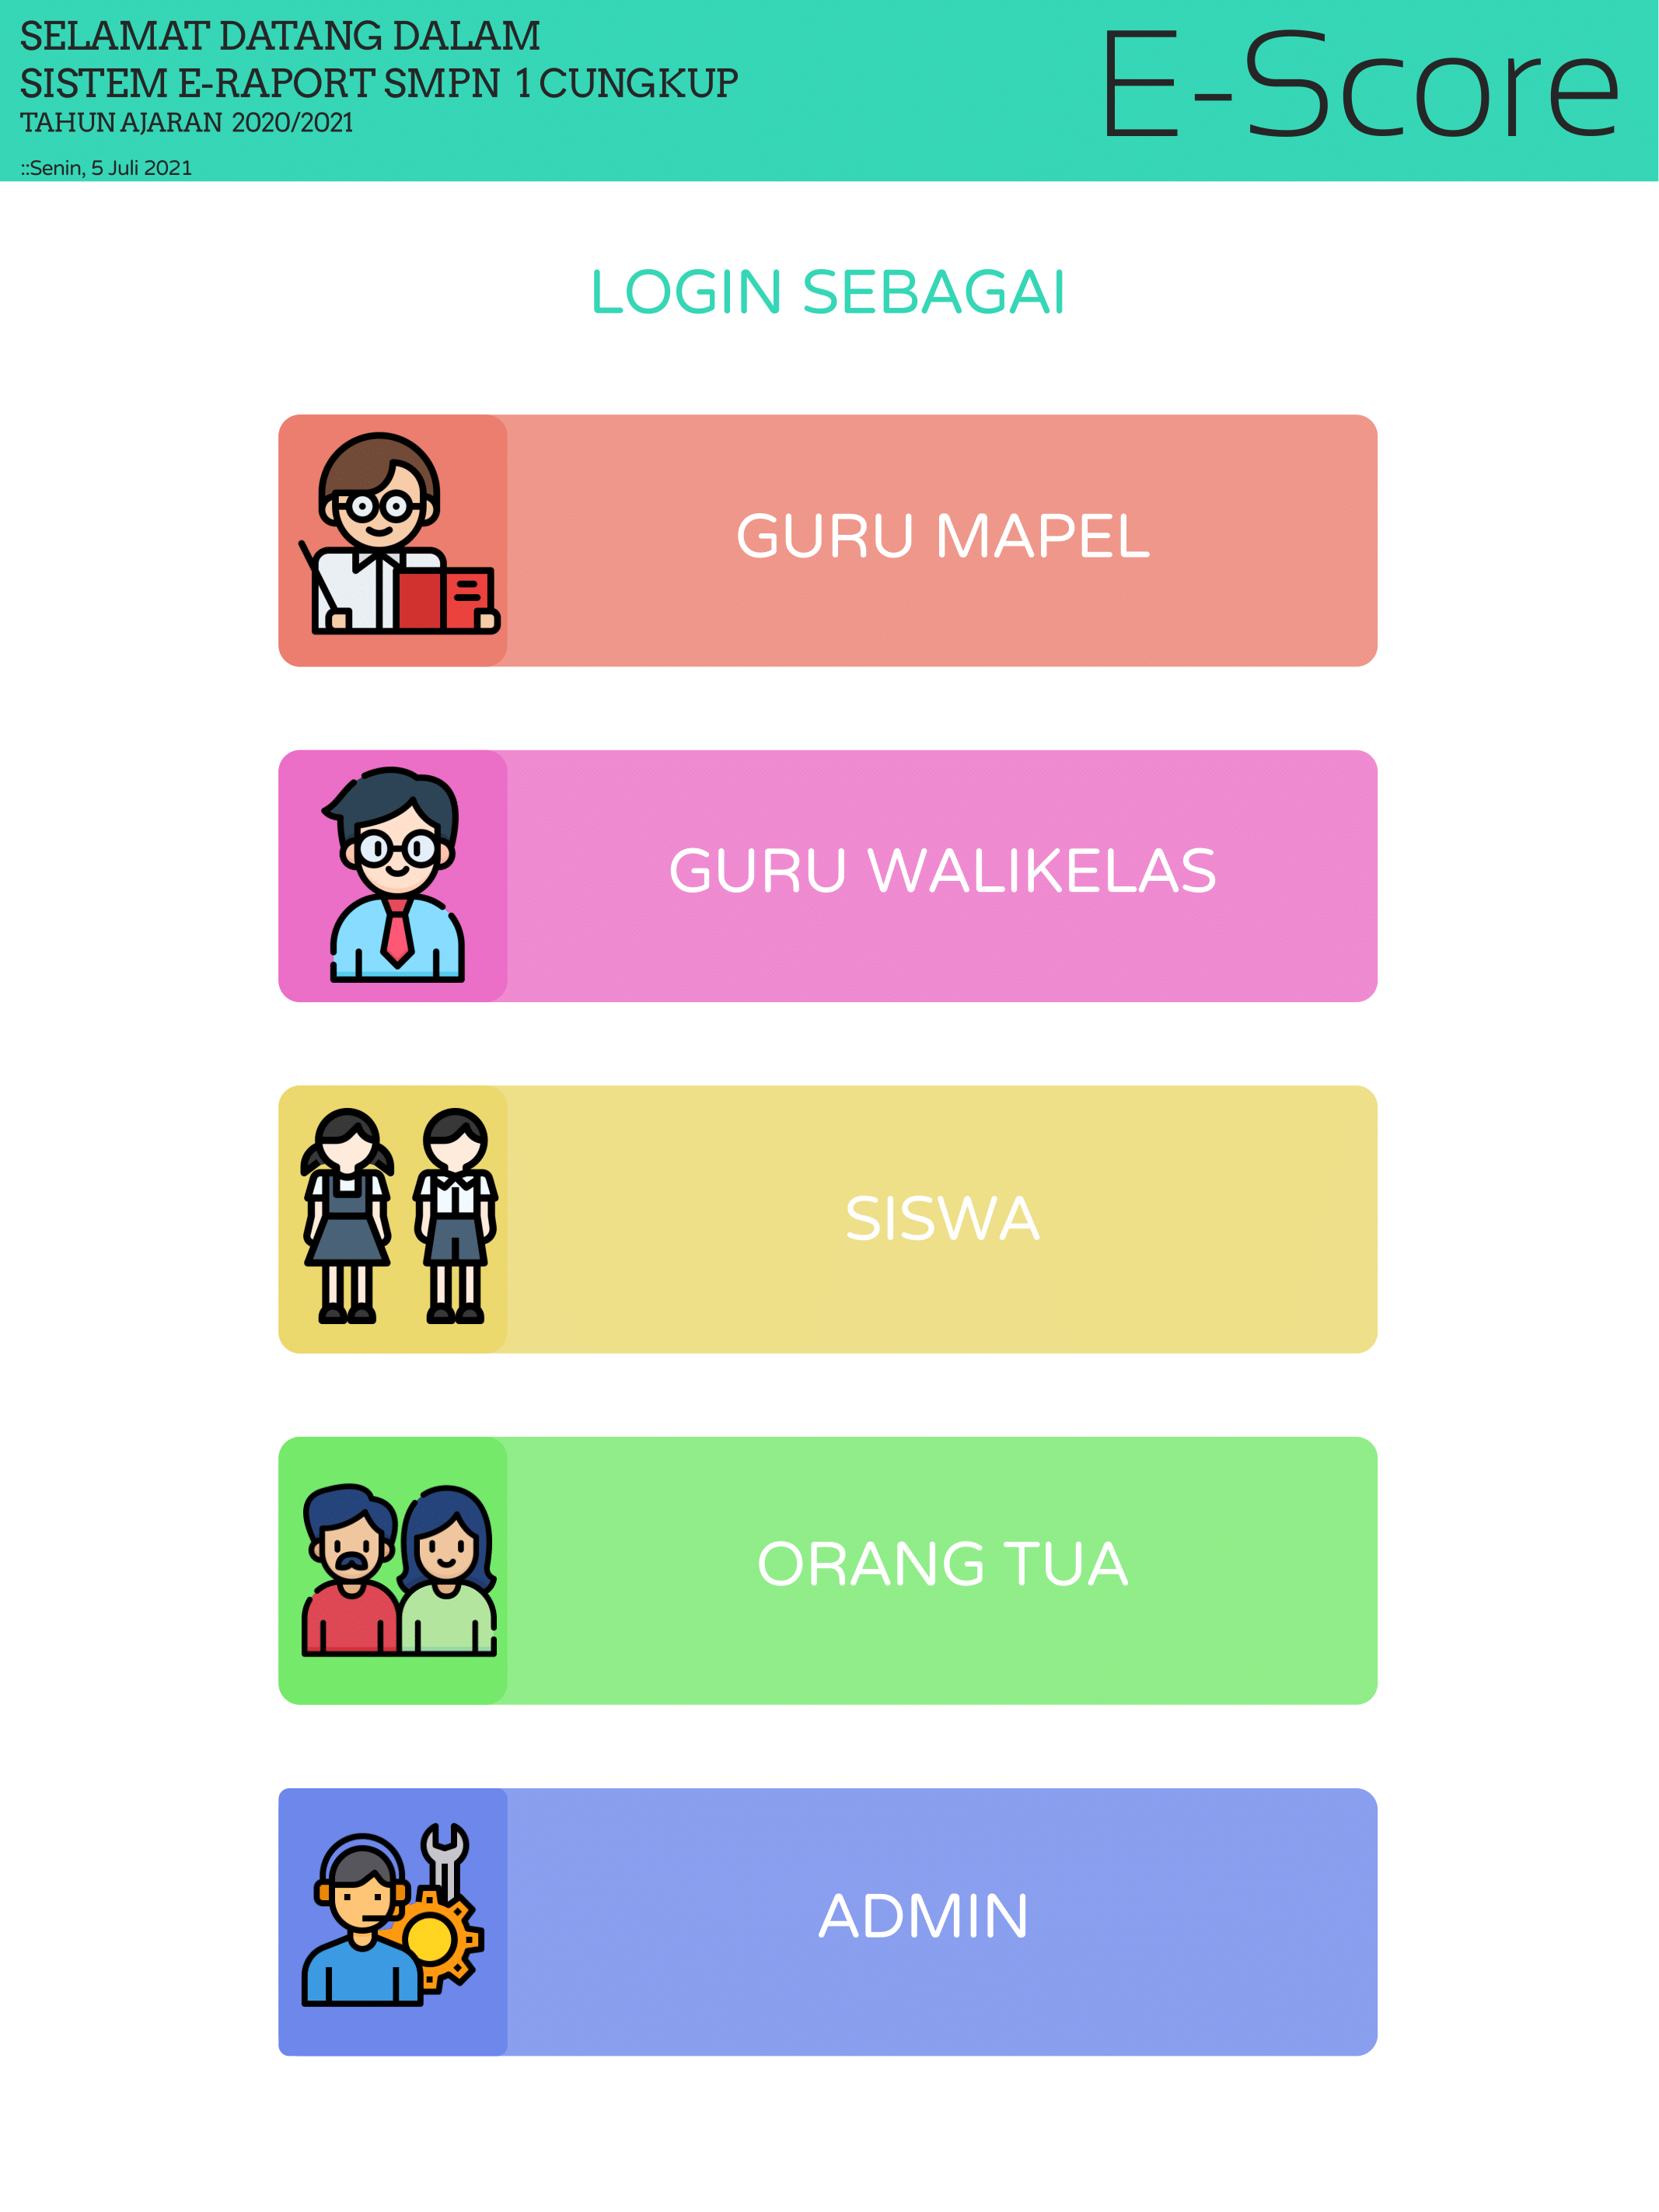 SELAMAT DATANG DALAM
SISTEM E-RAPORT SMPN 1 CUNGKUP
TAHUN AJARAN 2020/2021
::Senin, 5 Juli 2021
E-Score
LOGIN SEBAGAI
GURU MAPEL
GURU WALIKELAS
SISWA
ORANG TUA
ADMIN